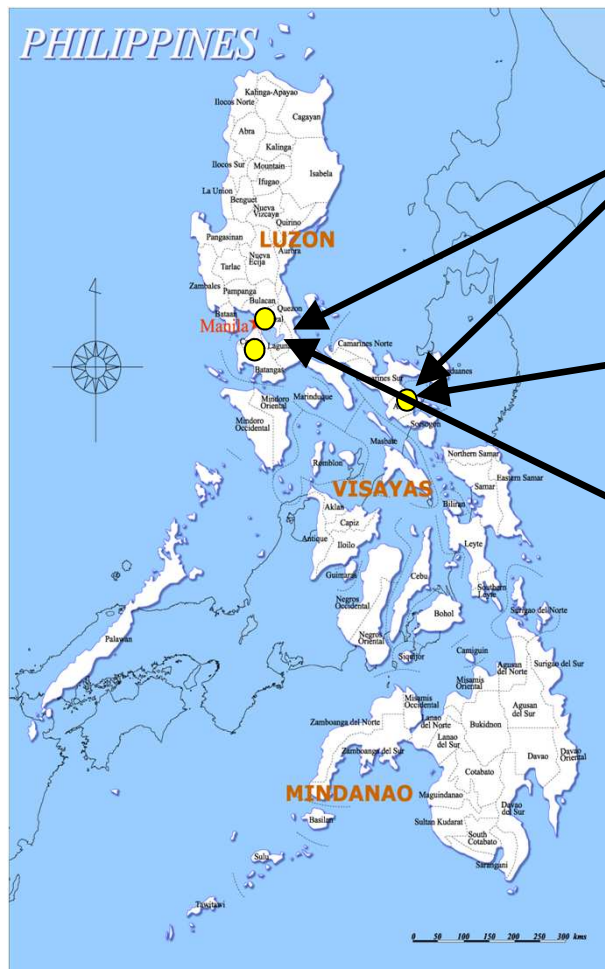 PHILIPPINES
Kalinga-Apayao
Ilocos Norte
Cagayan
Abra
Kalinga
Ilocos Sur
Mountain
Isabela
Ifugao
La Union
Benguet
Nueva
Vizcaya
Quirino
Pangasinan
LUZON
Aurora
Nueva
Ecija
Tarlac
Zambales
Pampanga
Bulacan
Quezon
Bataan
Manila
Laguna
Batangas
Camarines Norte
Camarines Sur
Marinduque
Mindoro
Oriental
Mindoro
Occidental
Sorsogon
Masbate
Romblon
Northern Samar
Eastern Samar
Samar
VISAYAS
Biliran
Aklan
Capiz
Antique
Iloilo
Leyte
Guimaras
Cebu
Southern
Leyte
Negros
Occidental
Bohol
Surigao del Norte
Negros
Oriental
Siquijor
Palawan
Camiguin
Agusan
del Norte
Surigao del Sur
Misamis
Oriental
Misamis
Occidental
Agusan
del Sur
Zamboanga del Norte
Lanao
del Norte
Bukidnon
Lanao
del Sur
Zamboanga del Sur
Davao
Davao
Oriental
Cotabato
MINDANAO
Maguindanao
Davao
del Sur
Basilan
Sultan Kudarat
South
Cotabato
Sarangani
Sulu
Tawitawi
0 50 100 150 200 250 300 kms